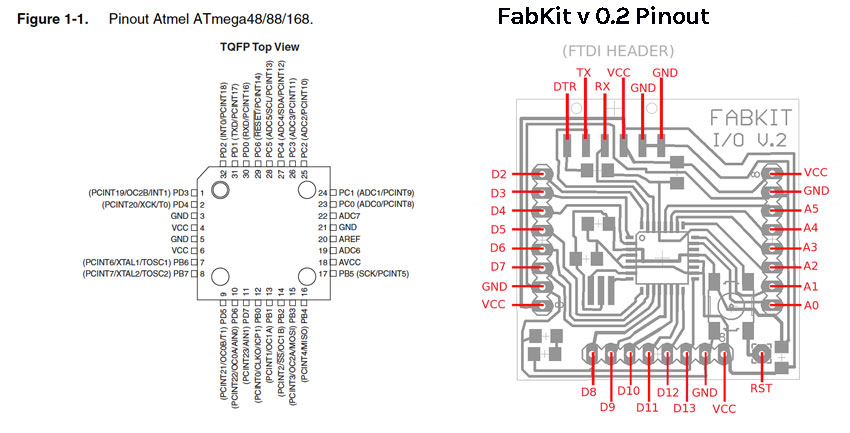 Figure 1-1. Pinout Atmel ATmega48/88/168.
TQFP Top View
PD2 (INT0/PCINT18)
PD1 (TXD/PCINT17)
PD0 (RXD/PCINT16)
PC6 (RESET/PCINT14)
PC5 (ADC5/SCL/PCINT13)
PC4 (ADC4/SDA/PCINT12)
PC3 (ADC3/PCINT11)
PC2 (ADC2/PCINT10)
32
31
30
29
28
27
26
25
(PCINT19/OC2B/INT1) PD3 1
(PCINT20/XCK/T0) PD4 2
GND 3
VCC 4
GND 5
VCC 6
(PCINT6/XTAL1/TOSC1) PB6 7
(PCINT7/XTAL2/TOSC2) PB7 8
24 PC1 (ADC1/PCINT9)
23 PC0 (ADC0/PCINT8)
22 ADC7
21 GND
20 AREF
19 ADC6
18 AVCC
17 PB5 (SCK/PCINT5)
9
10
11
12
13
14
15
16
(PCINT21/OC0B/T1) PD5
(PCINT22/OC0A/AIN0) PD6
(PCINT23/AIN1) PD7
(PCINT0/CLKO/ICP1) PB0
(PCINT1/OC1A) PB1
(PCINT2/SS/OC1B) PB2
(PCINT3/OC2A/MOSI) PB3
(PCINT4/MISO) PB4
FabKit v 0.2 Pinout
(FTDI HEADER)
DTR
TX
RX
VCC
GND
GND
FABKIT
I/O V.2
D2
D3
D4
D5
D6
D7
GND
VCC
VCC
GND
A5
A4
A3
A2
A1
A0
D8
D9
D10
D11
D12
D13
GND
VCC
RST